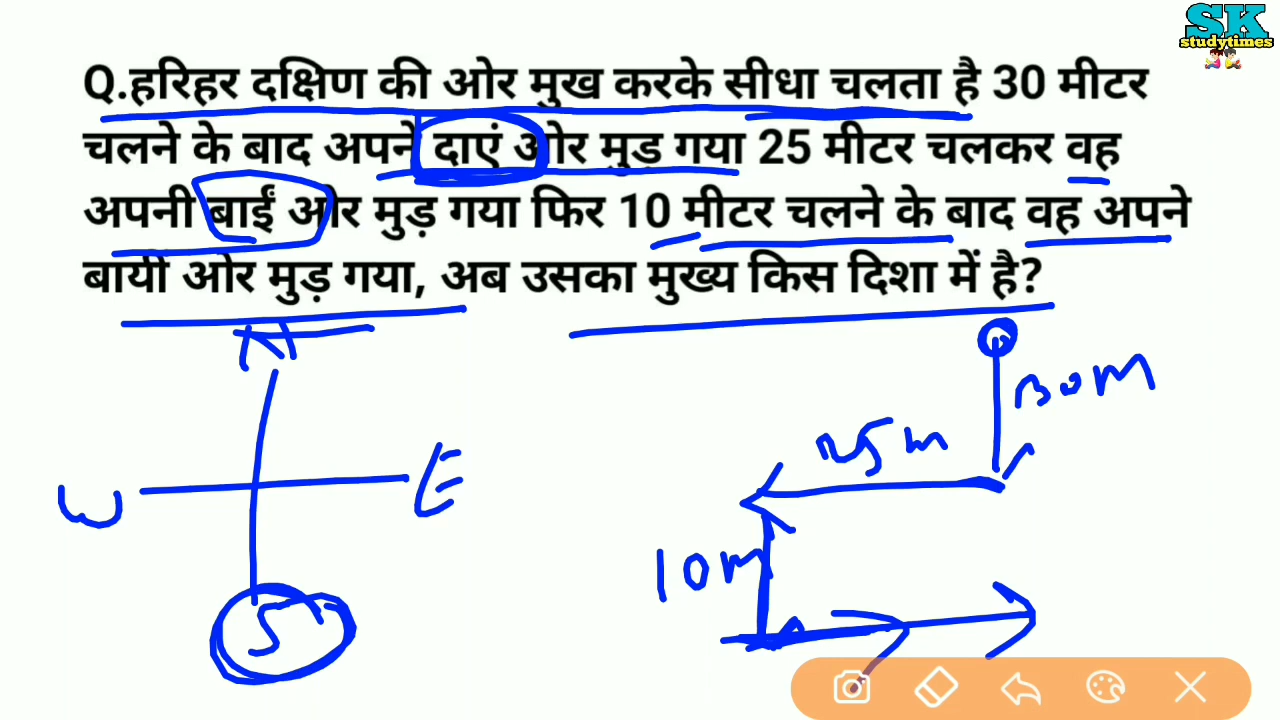 SK
studytimes
Q.हरिहर दक्षिण की ओर मुख करके सीधा चलता है 30 मीटर
चलने के बाद अपने दाएं ओर मुड गया 25 मीटर चलकर वह
अपनी बाईं ओर मुड़ गया फिर 10 मीटर चलने के बाद वह अपने
बायी ओर मुड़ गया, अब उसका मुख्य किस दिशा में है?
N
30m
25m
W E
10m
S